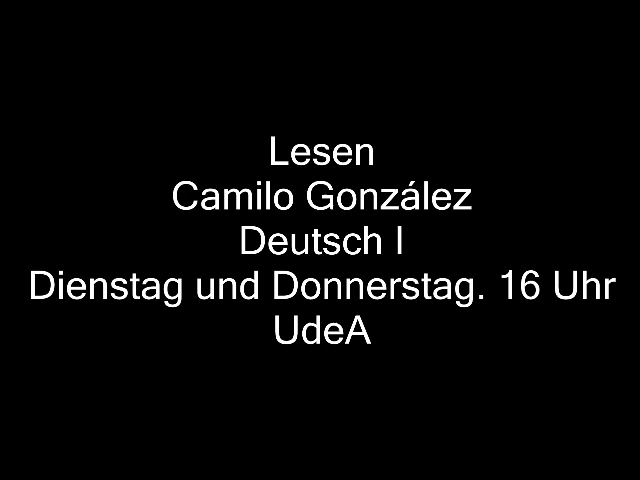 Lesen
Camilo González
Deutsch I
Dienstag und Donnerstag. 16 Uhr
UdeA